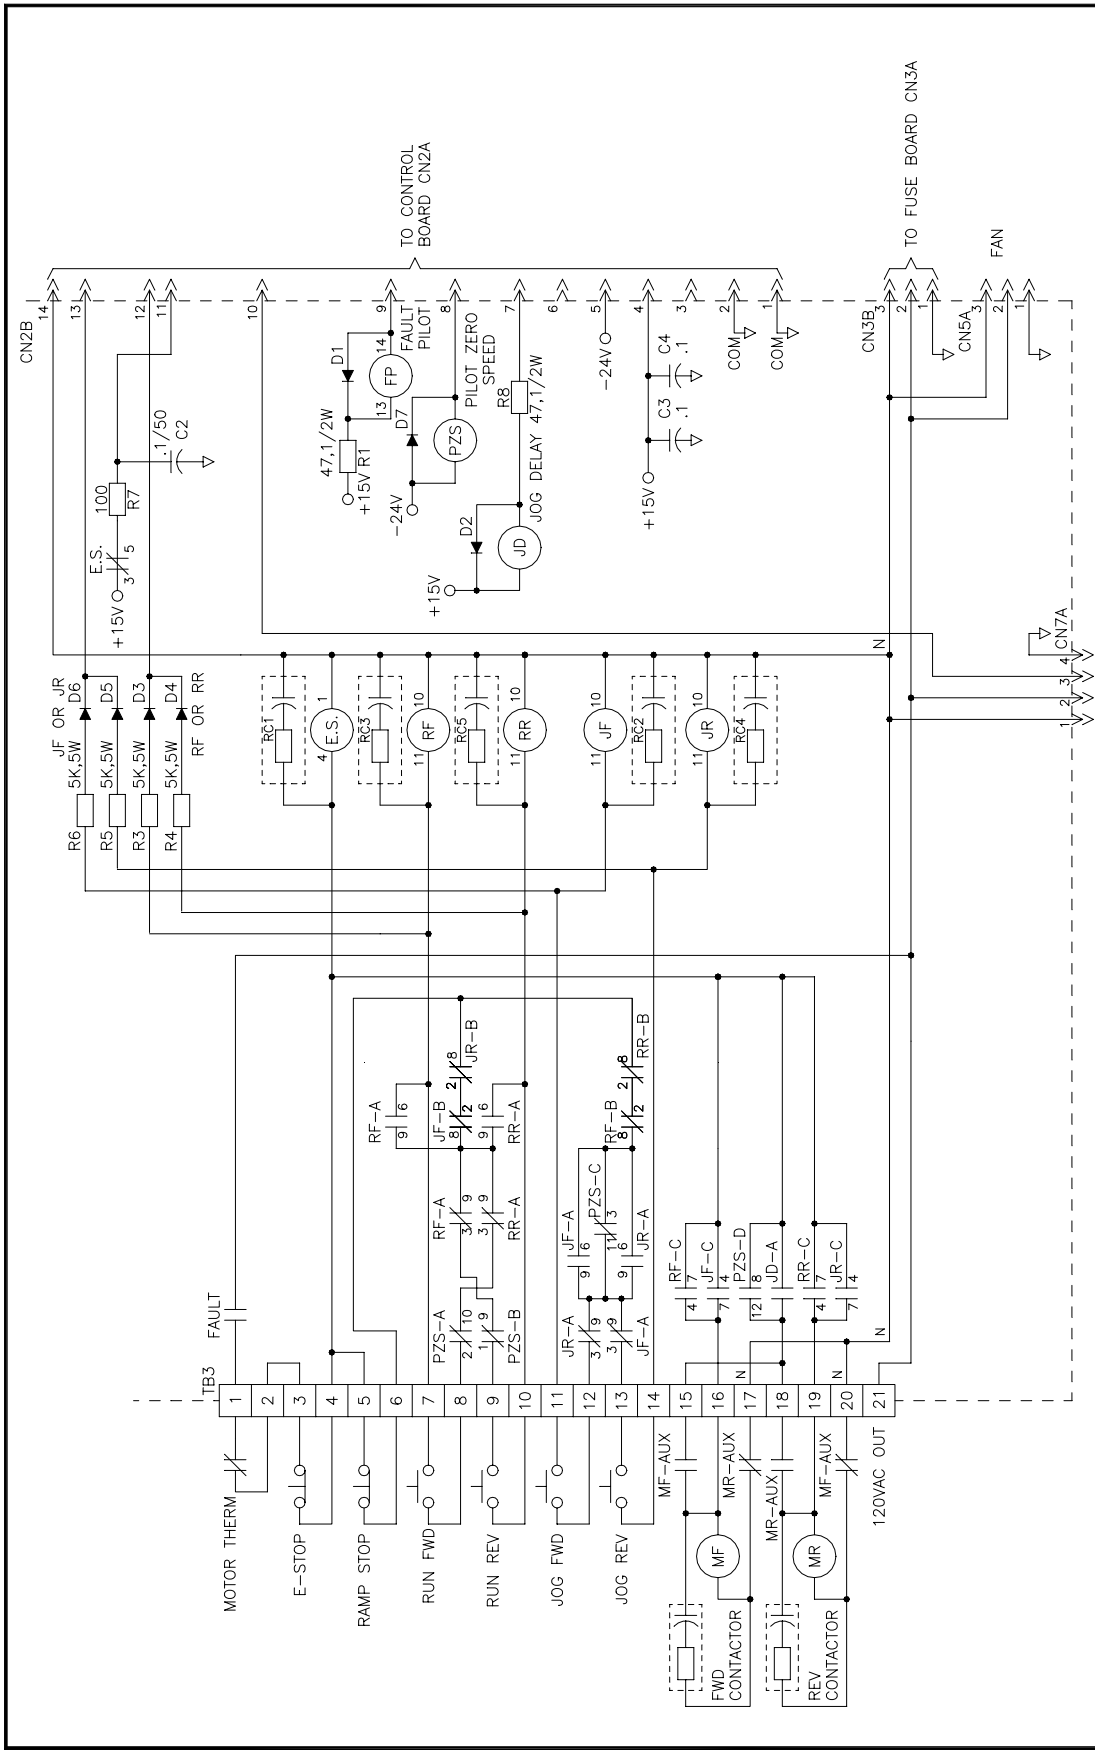 CN2B
14
13
12
11
10
9
8
7
6
5
4
3
2
1
TO CONTROL
BOARD CN2A
CN3B
3
2
1
TO FUSE BOARD CN3A
CN5A
3
2
1
FAN
JF OR JR
D6
D5
D3
D4
RF OR RR
R6
5K,5W
R5
5K,5W
R3
5K,5W
R4
5K,5W
+15V
E.S.
3
5
100
R7
.1/50
C2
47,1/2W
+15V R1
D1
13
FP
14
FAULT
PILOT
-24V
D7
PZS
PILOT ZERO
SPEED
+15V
D2
JD
JOG DELAY
R8
47,1/2W
-24V
+15V
C3
.1
C4
.1
COM
COM
RC1
4
E.S.
1
RC3
11
RF
10
RC5
11
RR
10
11
JF
10
RC2
11
JR
10
RC4
N
CN7A
1
2
3
4
TB3
1
2
3
4
5
6
7
8
9
10
11
12
13
14
15
16
17
18
19
20
21
FAULT
MOTOR THERM
E-STOP
RAMP STOP
RUN FWD
RUN REV
JOG FWD
JOG REV
MF-AUX
MR-AUX
MR-AUX
MF-AUX
120VAC OUT
MF
FWD
CONTACTOR
MR
REV
CONTACTOR
RF-A
9
6
PZS-A
2
10
RF-A
3
9
JF-B
8
2
JR-B
2
8
PZS-B
1
9
RR-A
3
9
RR-A
9
6
JR-A
3
9
JF-A
9
6
PZS-C
11
3
JF-A
3
9
JR-A
9
6
RF-B
8
2
RR-B
2
8
RF-C
4
7
JF-C
7
4
PZS-D
12
8
JD-A
RR-C
4
7
JR-C
7
4
N
N
N